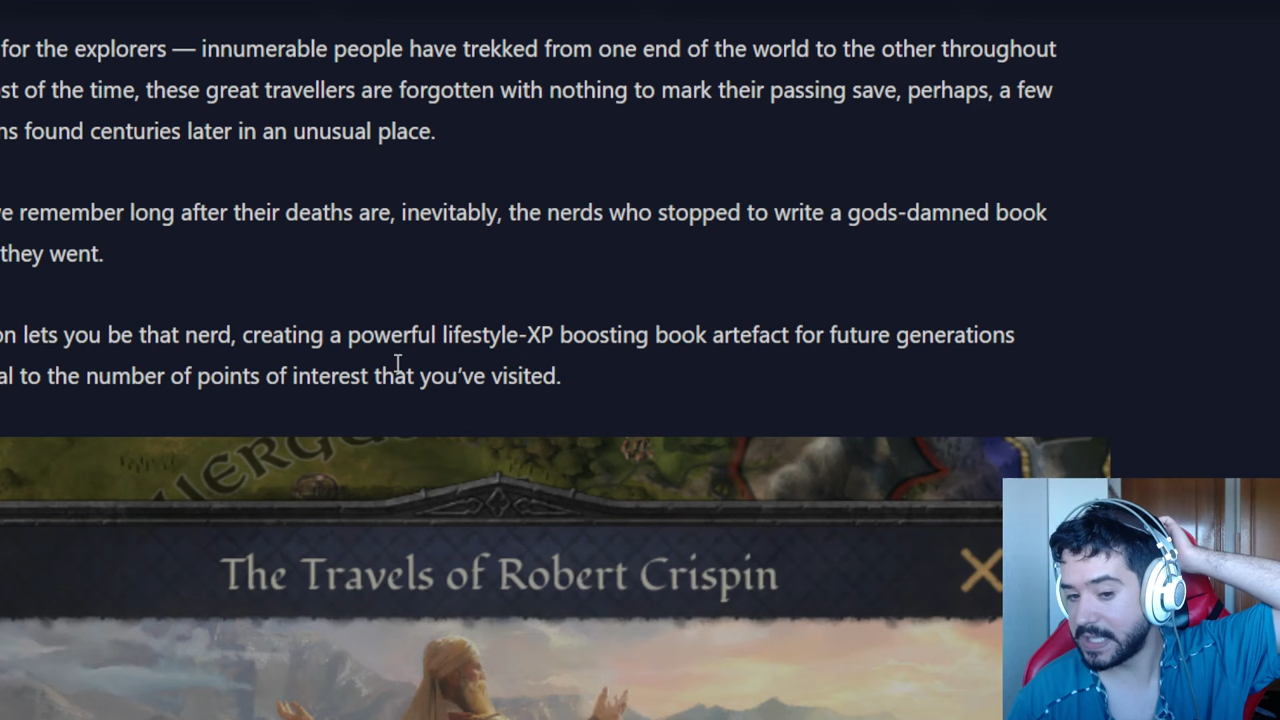 for the explorers — innumerable people have trekked from one end of the world to the other throughout
of the time, these great travellers are forgotten with nothing to mark their passing save, perhaps, a few
found centuries later in an unusual place.
remember long after their deaths are, inevitably, the nerds who stopped to write a gods-damned book
they went.
lets you be that nerd, creating a powerful lifestyle-XP boosting book artefact for future generations
to the number of points of interest that you've visited.
The Travels of Robert Crispin